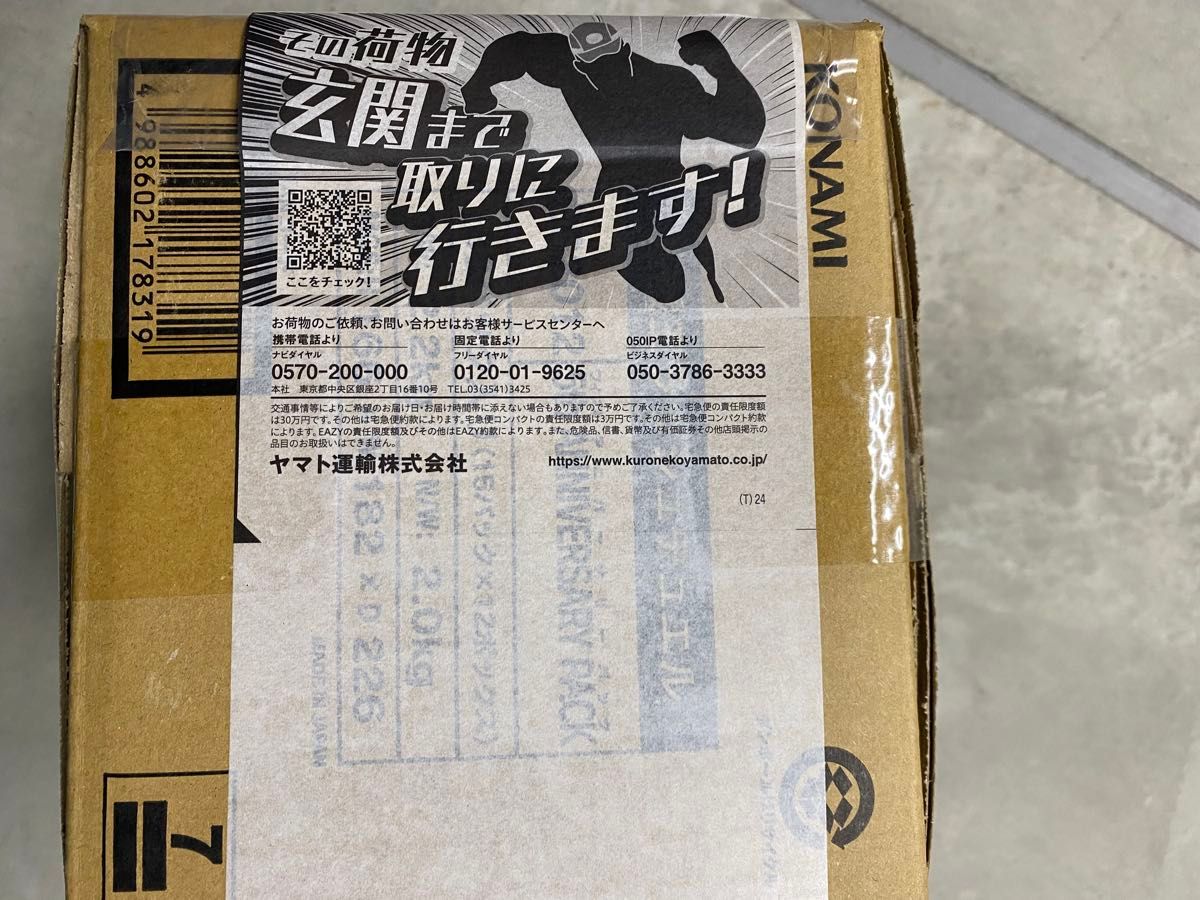 その荷物
玄関まで
取りに
行きます!
ここをチェック!
お荷物のご依頼、お問い合わせはお客様サービスセンターへ
携帯電話より 固定電話より 050IP電話より
ナビダイヤル フリーダイヤル ビジネスダイヤル
0570-200-000 0120-01-9625 050-3786-3333
本社 東京都中央区銀座2丁目16番10号 TEL.03(3541)3425
交通事情等によりご希望のお届け日・お届け時間帯に添えない場合もありますので予めご了承ください。宅急便の責任限度額
は30万円です。その他は宅急便約款によります。宅急便コンパクトの責任限度額は3万円です。その他は宅急便コンパクト約款
によります。EAZYの責任限度額及びその他はEAZY約款によります。また、危険品、信書、貨幣及び有価証券その他店頭掲示の
品目のお取扱いはできません。
ヤマト運輸株式会社 https://www.kuronekoyamato.co.jp/
(T)24
KONAMI
4 988602 178319
UNIVERSARY PACK
2.0kg
182 × D 226
MADE IN JAPAN
7